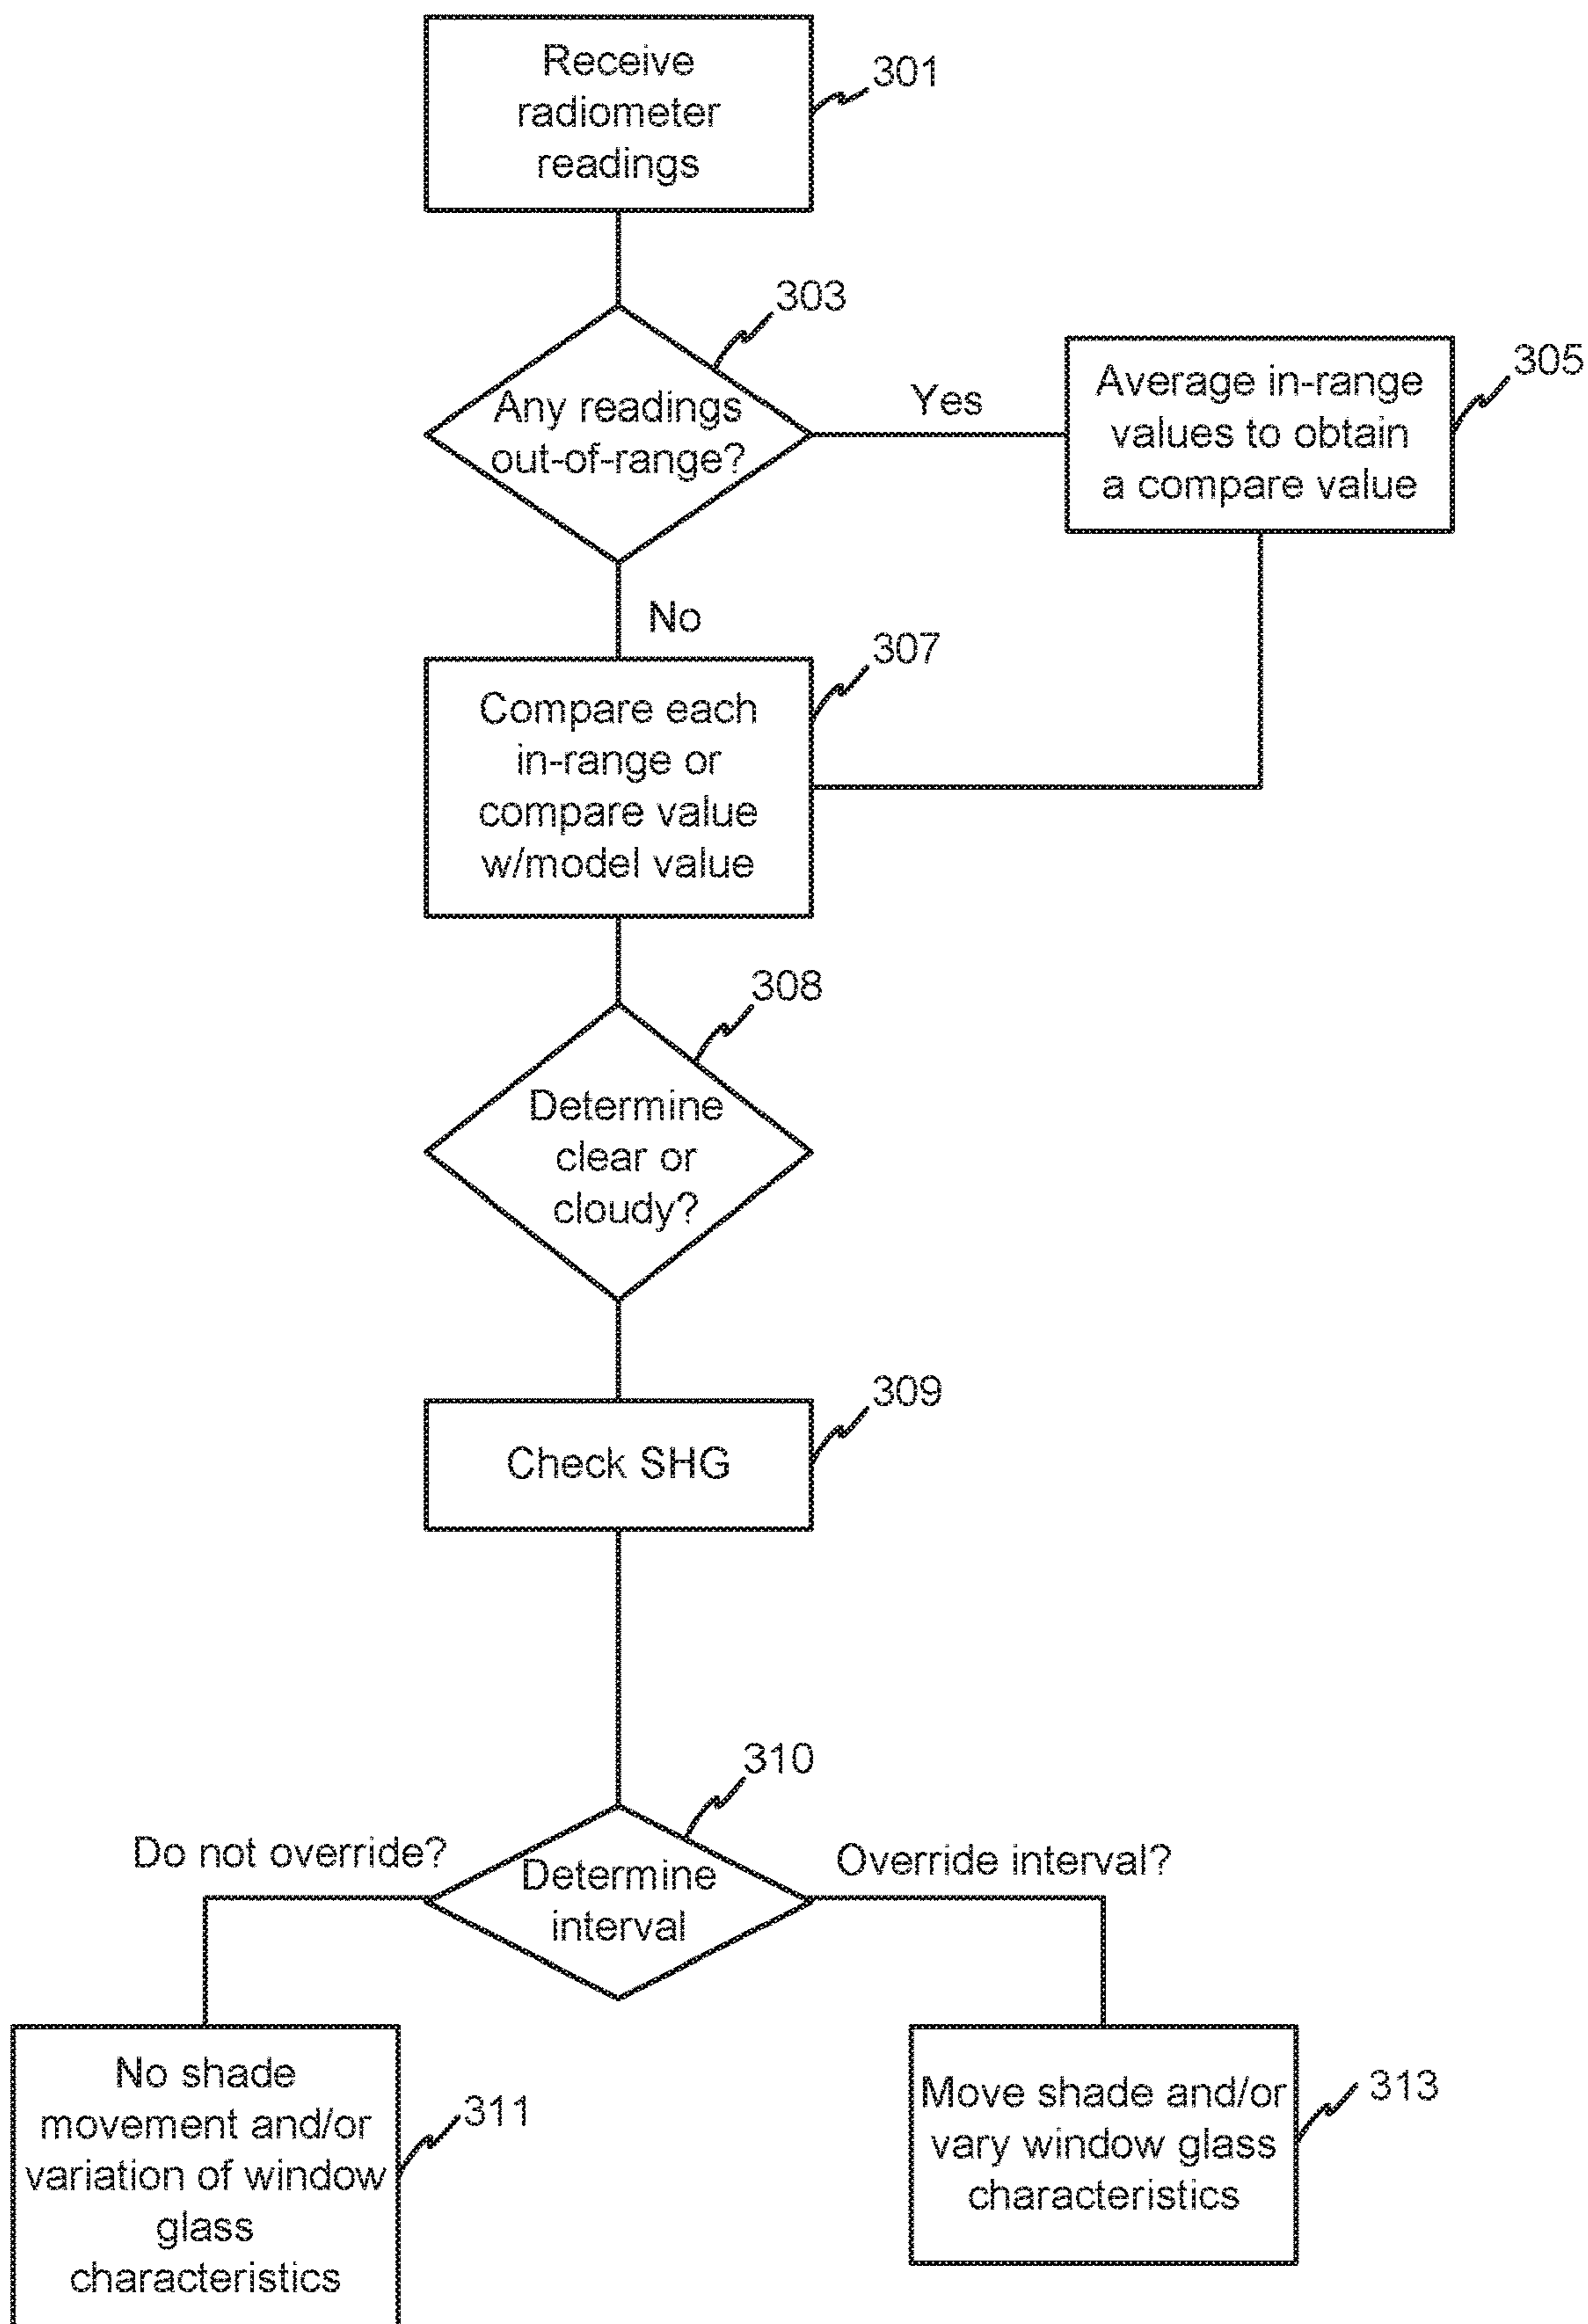 Receive
radiometer
readings
301
303
Any readings
out-of-range?
Yes
Average in-range
values to obtain
a compare value
305
No
307
Compare each
in-range or
compare value
w/model value
308
Determine
clear or
cloudy?
309
Check SHG
310
Do not override?
Determine
interval
Override interval?
No shade
movement and/or
variation of window
glass
characteristics
311
Move shade and/or
vary window glass
characteristics
313